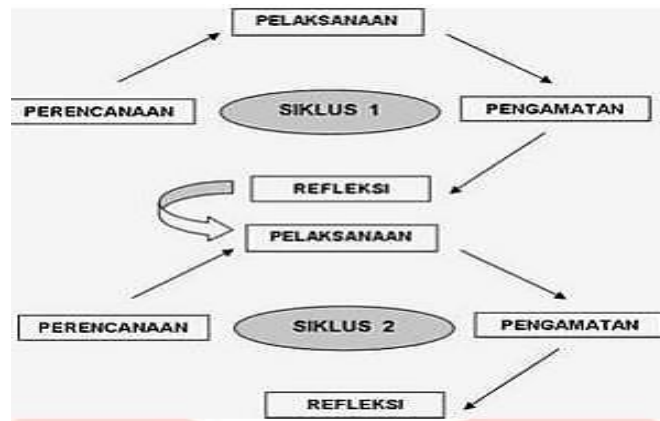 PELAKSANAAN
PERENCANAAN
SIKLUS 1
PENGAMATAN
REFLEKSI
PELAKSANAAN
PERENCANAAN
SIKLUS 2
PENGAMATAN
REFLEKSI